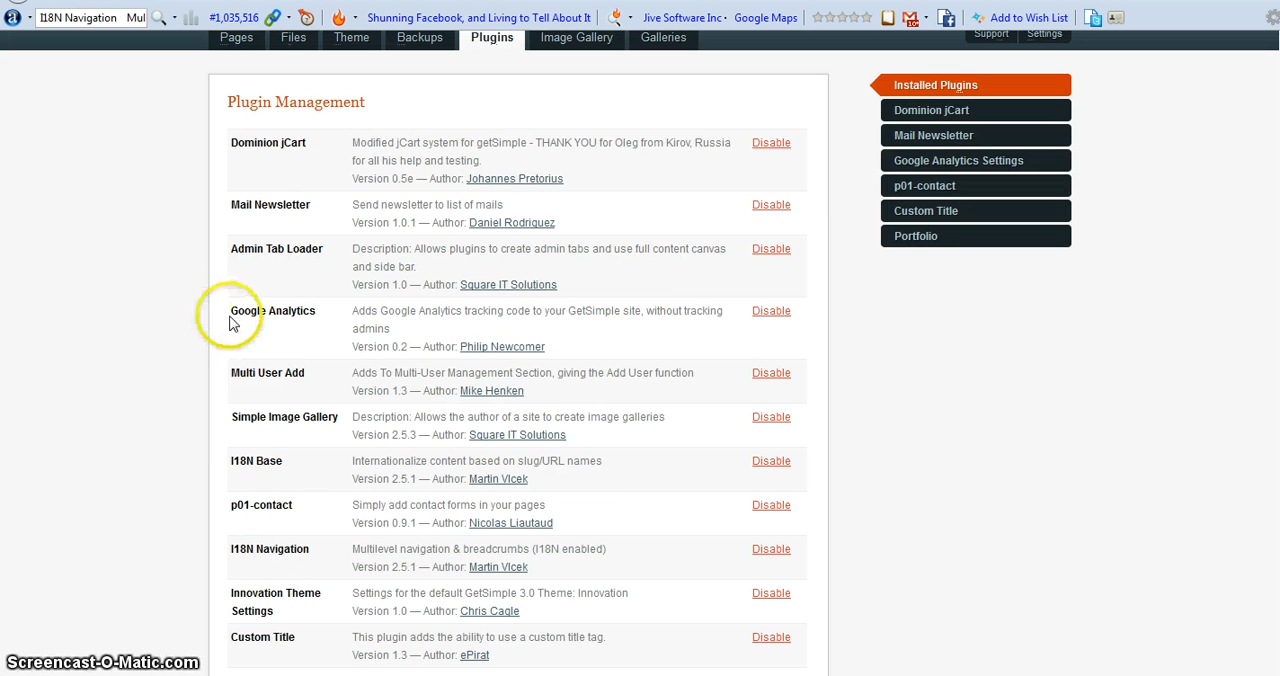 I18N Navigation Mul
#1,035,516
Shunning Facebook, and Living to Tell About It
Jive Software Inc
Google Maps
10+
Add to Wish List
Pages
Files
Theme
Backups
Plugins
Image Gallery
Galleries
Support
Settings
Plugin Management
Dominion jCart
Modified jCart system for getSimple - THANK YOU for Oleg from Kirov, Russia
for all his help and testing.
Version 0.5e — Author: Johannes Pretorius
Disable
Mail Newsletter
Send newsletter to list of mails
Version 1.0.1 — Author: Daniel Rodriguez
Disable
Admin Tab Loader
Description: Allows plugins to create admin tabs and use full content canvas
and side bar.
Version 1.0 — Author: Square IT Solutions
Disable
Google Analytics
Adds Google Analytics tracking code to your GetSimple site, without tracking
admins
Version 0.2 — Author: Philip Newcomer
Disable
Multi User Add
Adds To Multi-User Management Section, giving the Add User function
Version 1.3 — Author: Mike Henken
Disable
Simple Image Gallery
Description: Allows the author of a site to create image galleries
Version 2.5.3 — Author: Square IT Solutions
Disable
I18N Base
Internationalize content based on slug/URL names
Version 2.5.1 — Author: Martin Vlcek
Disable
p01-contact
Simply add contact forms in your pages
Version 0.9.1 — Author: Nicolas Liautaud
Disable
I18N Navigation
Multilevel navigation & breadcrumbs (I18N enabled)
Version 2.5.1 — Author: Martin Vlcek
Disable
Innovation Theme
Settings
Settings for the default GetSimple 3.0 Theme: Innovation
Version 1.0 — Author: Chris Cagle
Disable
Custom Title
This plugin adds the ability to use a custom title tag.
Version 1.3 — Author: ePirat
Disable
Installed Plugins
Dominion jCart
Mail Newsletter
Google Analytics Settings
p01-contact
Custom Title
Portfolio
Screencast-O-Matic.com